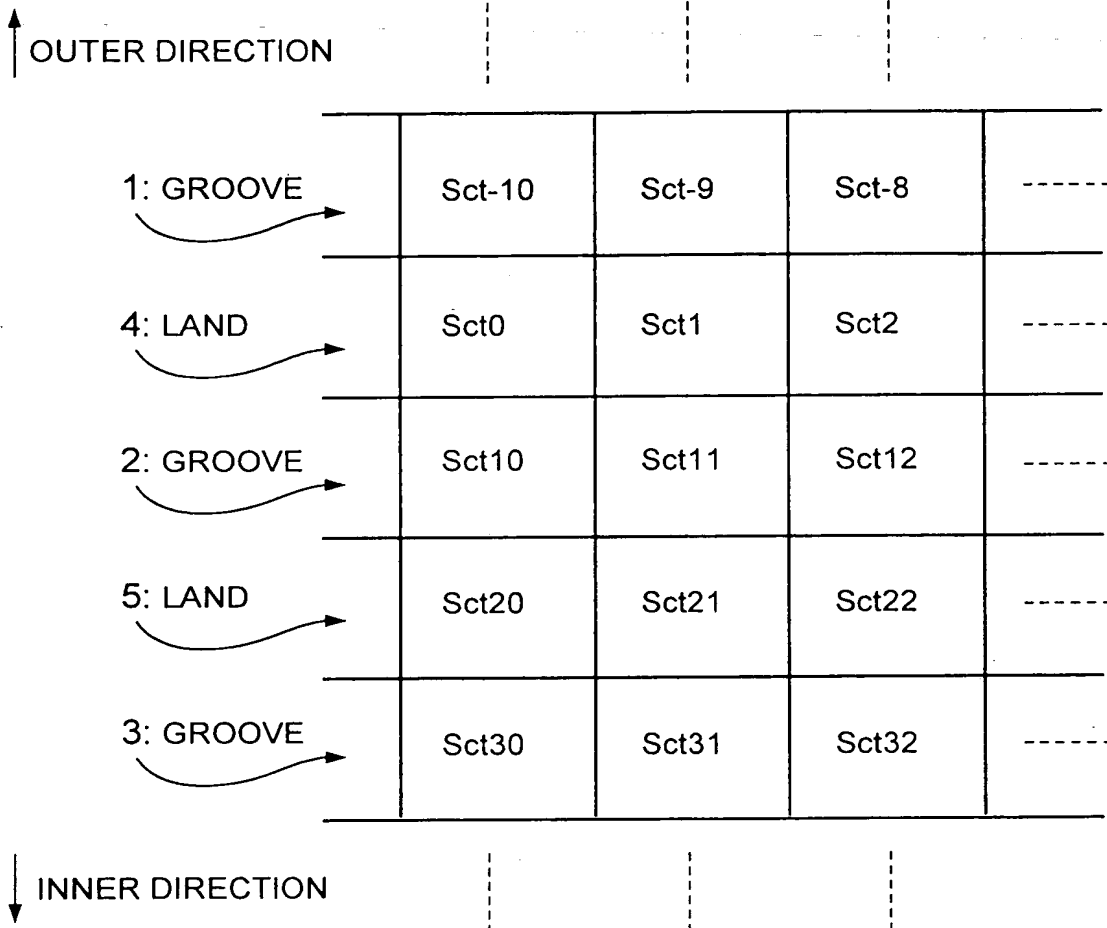 OUTER DIRECTION
1: GROOVE Sct-10 Sct-9 Sct-8
4: LAND Sct0 Sct1 Sct2
2: GROOVE Sct10 Sct11 Sct12
5: LAND Sct20 Sct21 Sct22
3: GROOVE Sct30 Sct31 Sct32
INNER DIRECTION